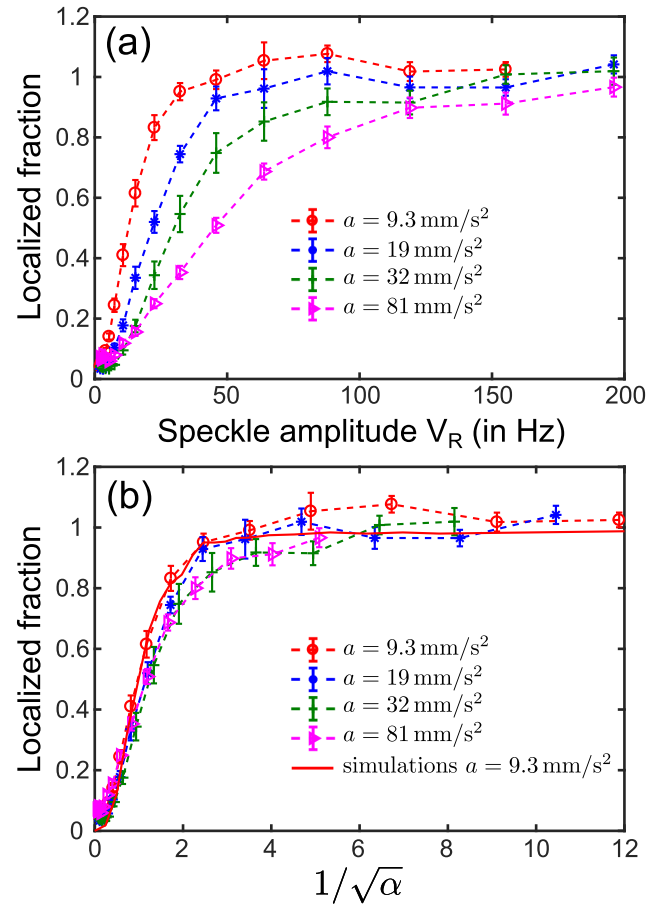 1.2
(a)
1
0.8
0.6
0.4
0.2
0
Localized fraction
a = 9.3 mm/s²
a = 19 mm/s²
a = 32 mm/s²
a = 81 mm/s²
0 50 100 150 200
Speckle amplitude V_R (in Hz)
1.2
(b)
1
0.8
0.6
0.4
0.2
0
Localized fraction
a = 9.3 mm/s²
a = 19 mm/s²
a = 32 mm/s²
a = 81 mm/s²
simulations a = 9.3 mm/s²
0 2 4 6 8 10 12
1/√α